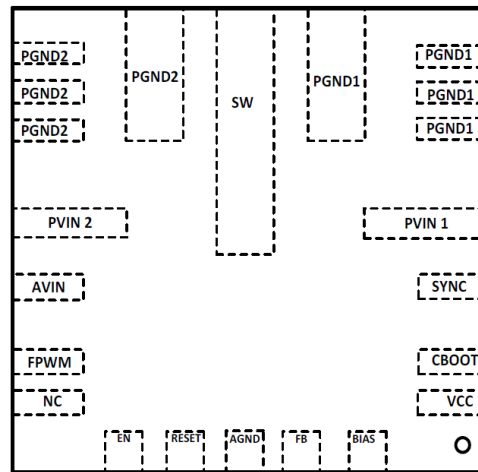 PGND2
PGND2
PGND2
PGND2
SW
PGND1
PGND1
PGND1
PGND1
PVIN 2
PVIN 1
AVIN
SYNC
FPWM
CBOOT
NC
VCC
EN
RESET
AGND
FB
BIAS